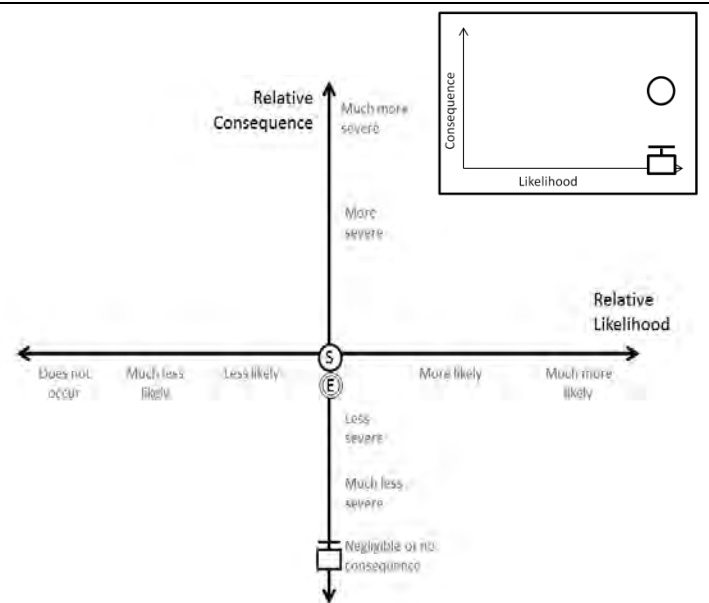 Relative
Consequence
Much more
severe
More
severe
Consequence
Likelihood
Relative
Likelihood
S
E
Does not
occur
Much less
likely
Less likely
More likely
Much more
likely
Less
severe
Much less
severe
Negligible or no
consequence